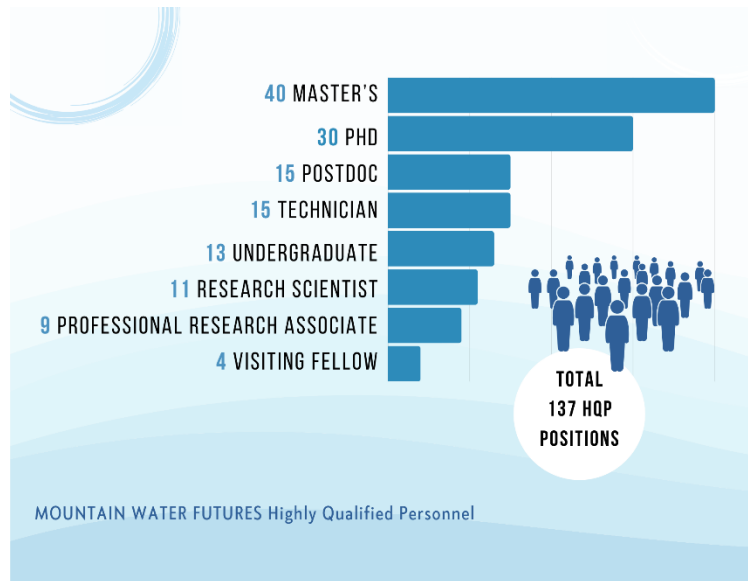 40 MASTER'S
30 PHD
15 POSTDOC
15 TECHNICIAN
13 UNDERGRADUATE
11 RESEARCH SCIENTIST
9 PROFESSIONAL RESEARCH ASSOCIATE
4 VISITING FELLOW
TOTAL
137 HQP
POSITIONS
MOUNTAIN WATER FUTURES Highly Qualified Personnel